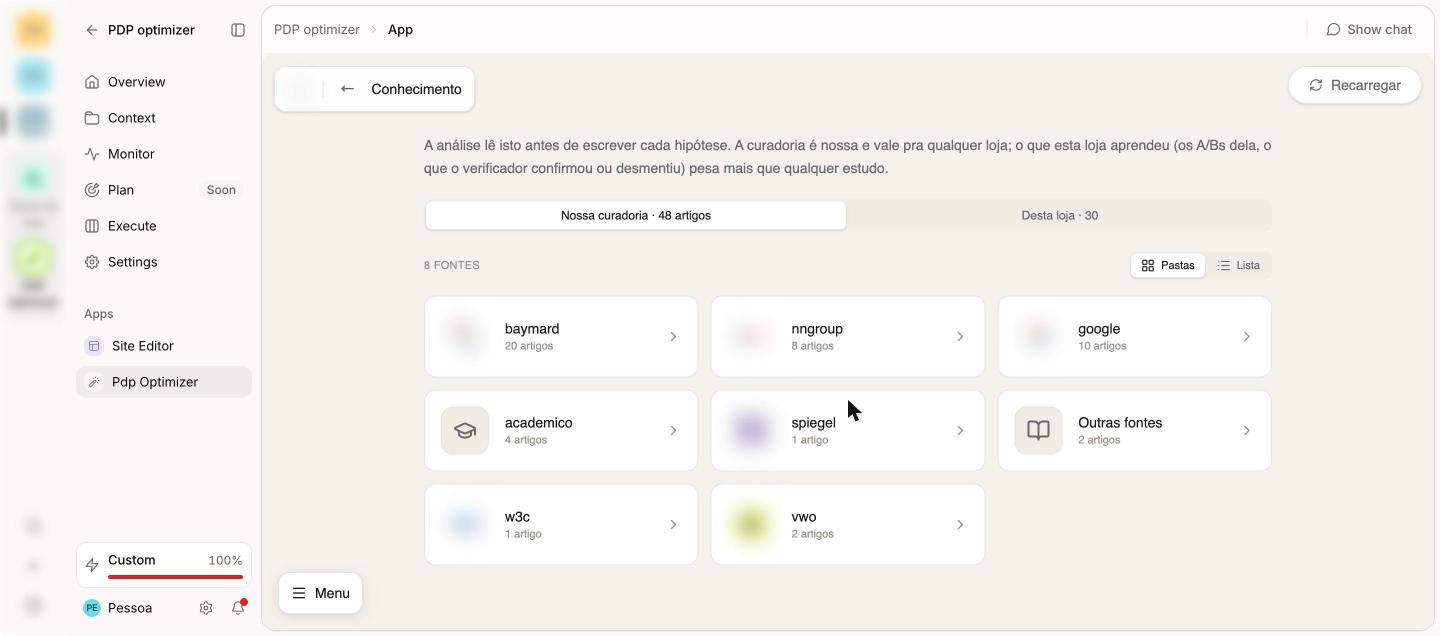 PDP optimizer
Overview
Context
Monitor
Plan
Soon
Execute
Settings
Apps
Site Editor
Pdp Optimizer
Custom
100%
PE
Pessoa
PDP optimizer
App
Show chat
← Conhecimento
Recarregar
A análise lê isto antes de escrever cada hipótese. A curadoria é nossa e vale pra qualquer loja; o que esta loja aprendeu (os A/Bs dela, o
que o verificador confirmou ou desmentiu) pesa mais que qualquer estudo.
Nossa curadoria · 48 artigos
Desta loja · 30
8 FONTES
Pastas
Lista
baymard
20 artigos
nngroup
8 artigos
google
10 artigos
academico
4 artigos
spiegel
1 artigo
Outras fontes
2 artigos
w3c
1 artigo
vwo
2 artigos
Menu